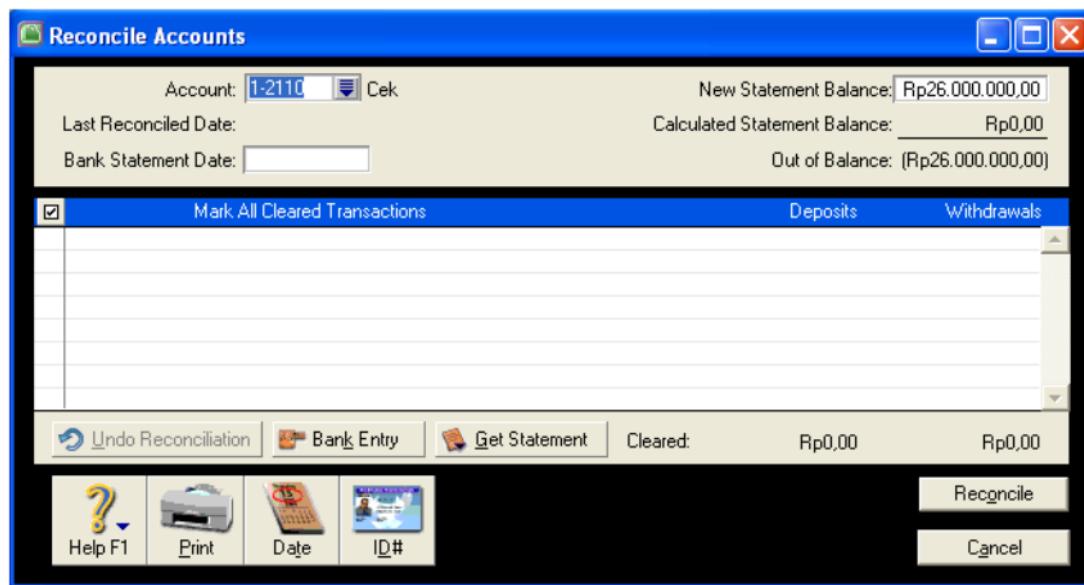 Reconcile Accounts
Account: 1-2110 Cek
New Statement Balance: Rp26.000.000,00
Last Reconciled Date:
Calculated Statement Balance: Rp0,00
Bank Statement Date:
Out of Balance: (Rp26.000.000,00)
Mark All Cleared Transactions Deposits Withdrawals
Undo Reconciliation Bank Entry Get Statement Cleared: Rp0,00 Rp0,00
Reconcile
Help F1 Print Date ID#
Cancel